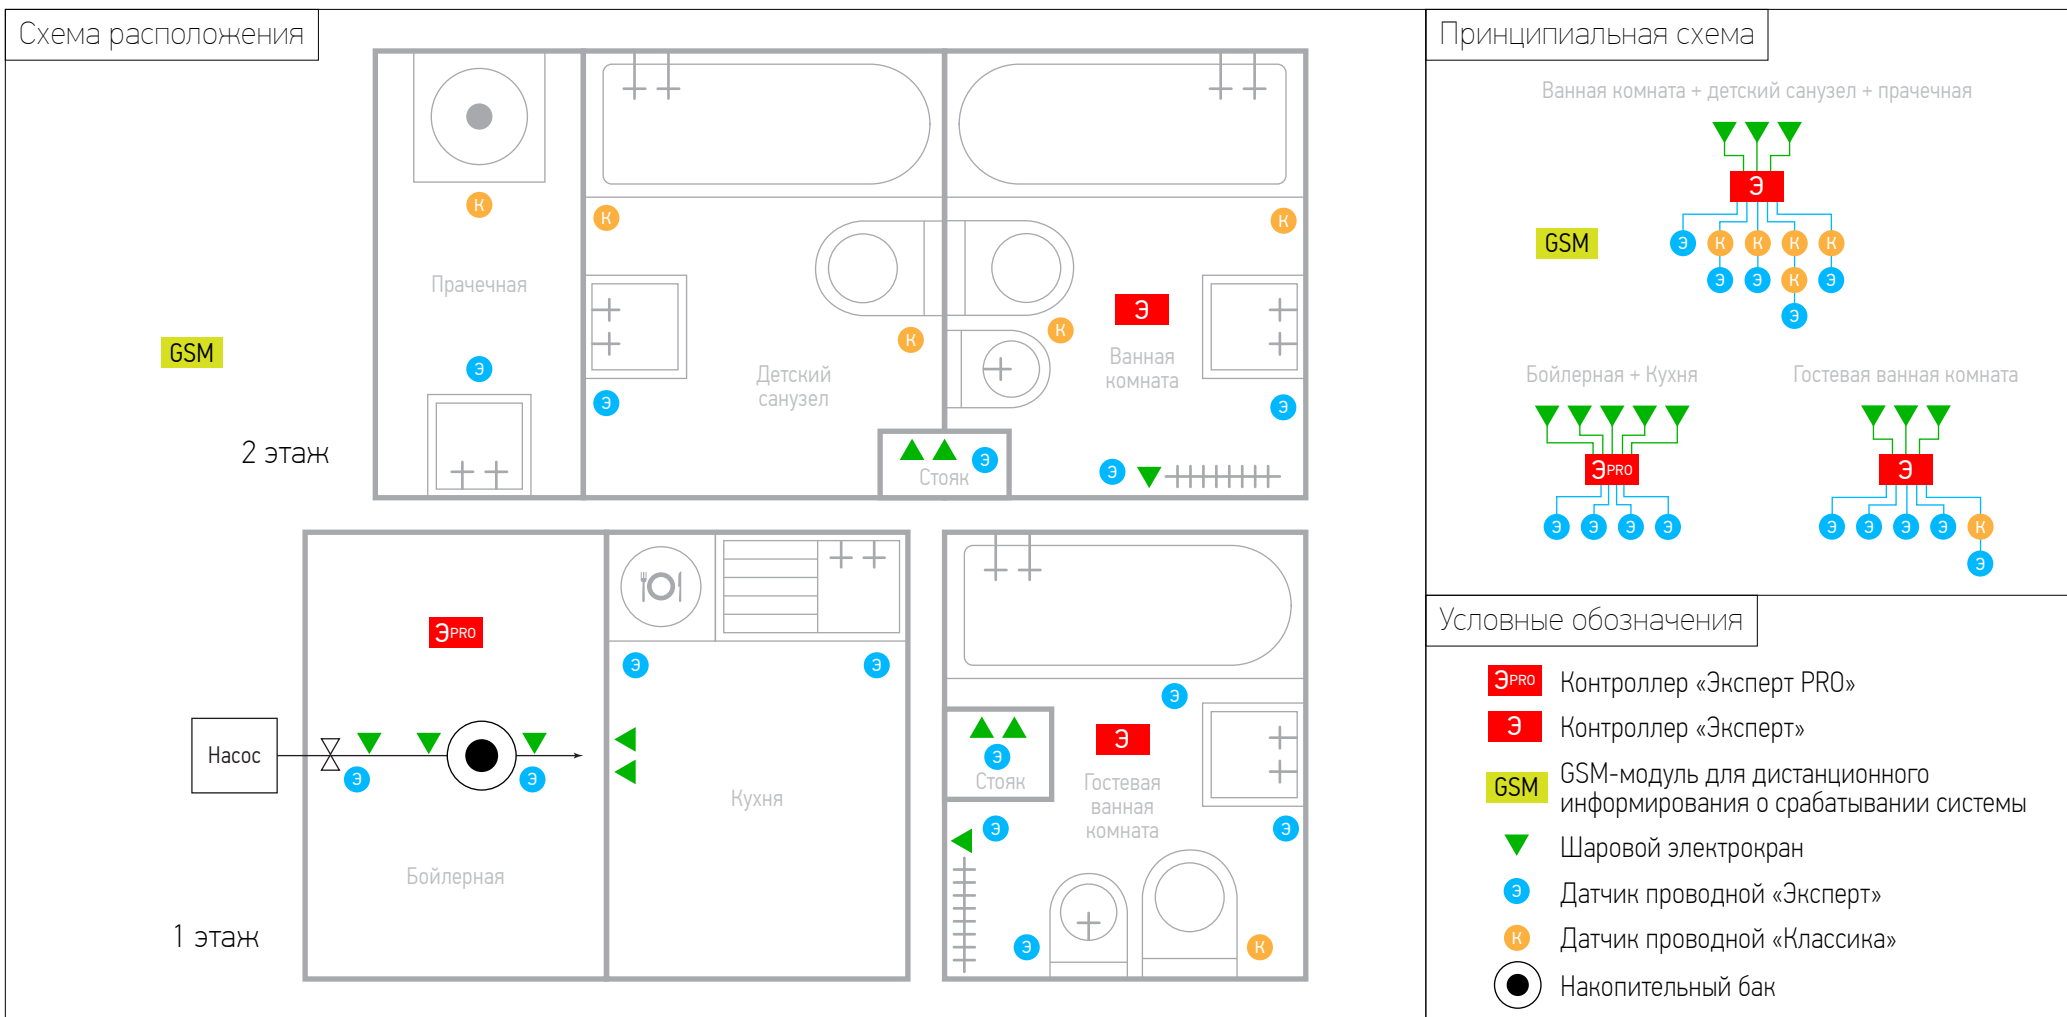 Схема расположения
К
К
К
Прачечная
Э
К
К
GSM
Э
Детский
санузел
Ванная
комната
Э
Э
Э
2 этаж
Э
Стояк
Э
ЭPRO
Э
Э
Э
Насос
Э
Э
Э
Стояк
Э
Гостевая
ванная
комната
Кухня
Э
Э
Бойлерная
1 этаж
Э
К
Принципиальная схема
Ванная комната + детский санузел + прачечная
Э
GSM
Э К К К К
Э Э К Э
Э
Бойлерная + Кухня
ЭPRO
Э Э Э Э
Гостевая ванная комната
Э
Э Э Э Э К
Э
Условные обозначения
ЭPRO Контроллер «Эксперт PRO»
Э Контроллер «Эксперт»
GSM GSM-модуль для дистанционного
информирования о срабатывании системы
Шаровой электрокран
Э Датчик проводной «Эксперт»
К Датчик проводной «Классика»
Накопительный бак